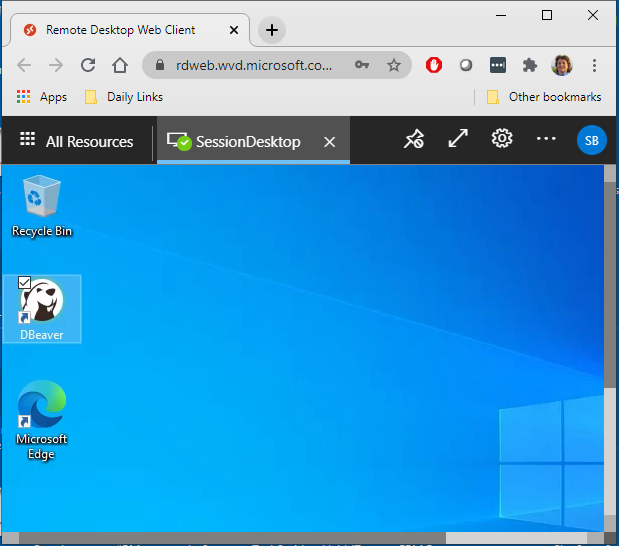 Remote Desktop Web Client
rdweb.wvd.microsoft.co...
Apps
Daily Links
Other bookmarks
All Resources
SessionDesktop
SB
Recycle Bin
DBeaver
Microsoft
Edge